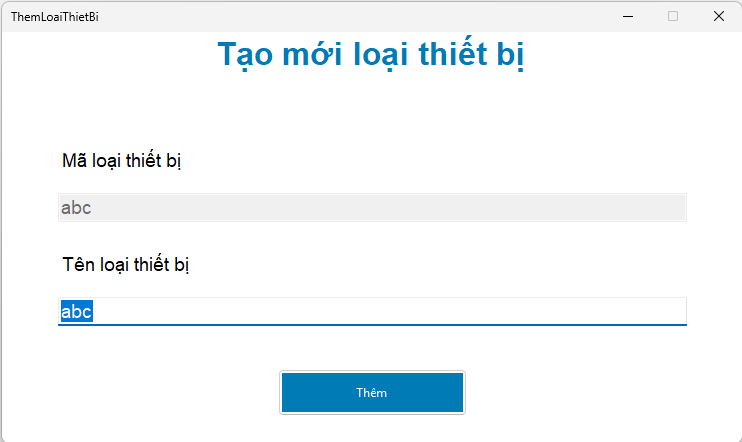 ThemLoaiThietBi
Tạo mới loại thiết bị
Mã loại thiết bị
abc
Tên loại thiết bị
abc
Thêm